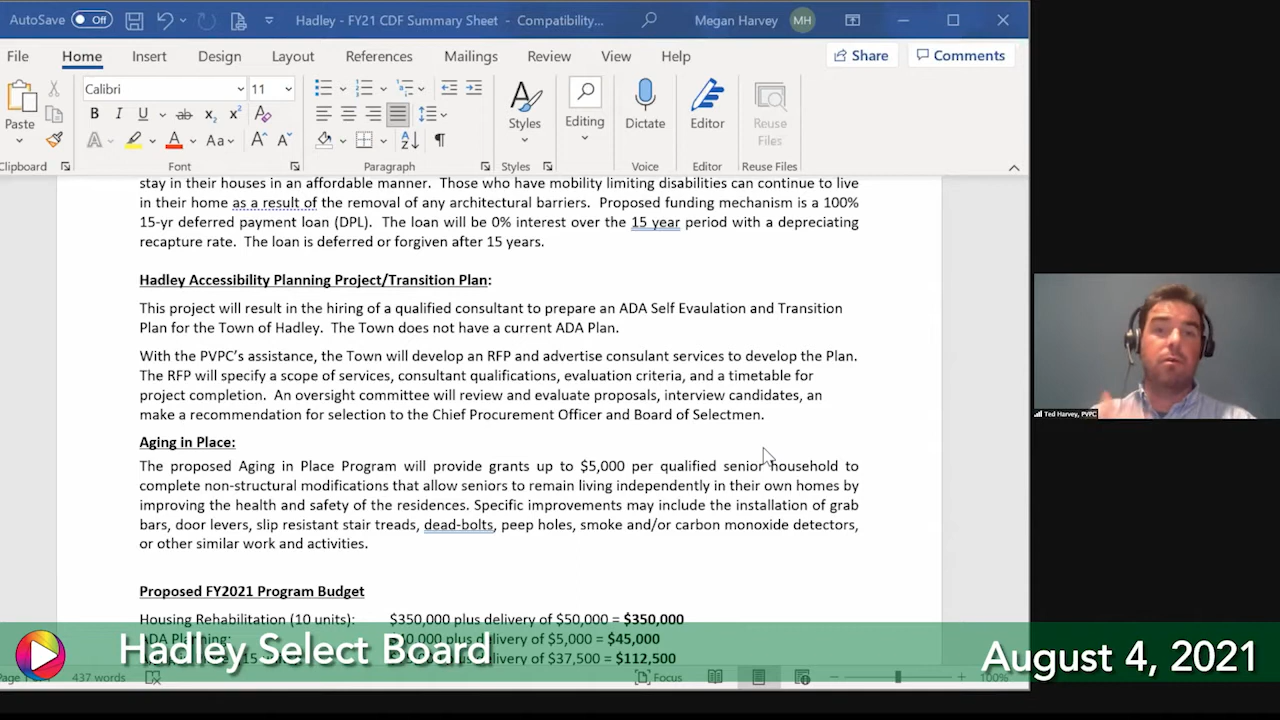 AutoSave Off Hadley - FY21 CDF Summary Sheet - Compatibility... Megan Harvey MH
File Home Insert Design Layout References Mailings Review View Help Share Comments
Calibri 11
Paste Styles Editing Dictate Editor Reuse Files
Clipboard Font Paragraph Styles Voice Editor Reuse Files
stay in their houses in an affordable manner. Those who have mobility limiting disabilities can continue to live
in their home as a result of the removal of any architectural barriers. Proposed funding mechanism is a 100%
15-yr deferred payment loan (DPL). The loan will be 0% interest over the 15 year period with a depreciating
recapture rate. The loan is deferred or forgiven after 15 years.
Hadley Accessibility Planning Project/Transition Plan:
This project will result in the hiring of a qualified consultant to prepare an ADA Self Evaulation and Transition
Plan for the Town of Hadley. The Town does not have a current ADA Plan.
With the PVPC's assistance, the Town will develop an RFP and advertise consulant services to develop the Plan.
The RFP will specify a scope of services, consultant qualifications, evaluation criteria, and a timetable for
project completion. An oversight committee will review and evaluate proposals, interview candidates, an
make a recommendation for selection to the Chief Procurement Officer and Board of Selectmen.
Aging in Place:
The proposed Aging in Place Program will provide grants up to $5,000 per qualified senior household to
complete non-structural modifications that allow seniors to remain living independently in their own homes by
improving the health and safety of the residences. Specific improvements may include the installation of grab
bars, door levers, slip resistant stair treads, dead-bolts, peep holes, smoke and/or carbon monoxide detectors,
or other similar work and activities.
Proposed FY2021 Program Budget
Housing Rehabilitation (10 units): $350,000 plus delivery of $50,000 = $350,000
ADA Planning: plus delivery of $5,000 = $45,000
delivery of $37,500 = $112,500
Ted Harvey, PVPC
Hadley Select Board
August 4, 2021
437 words Focus 100%